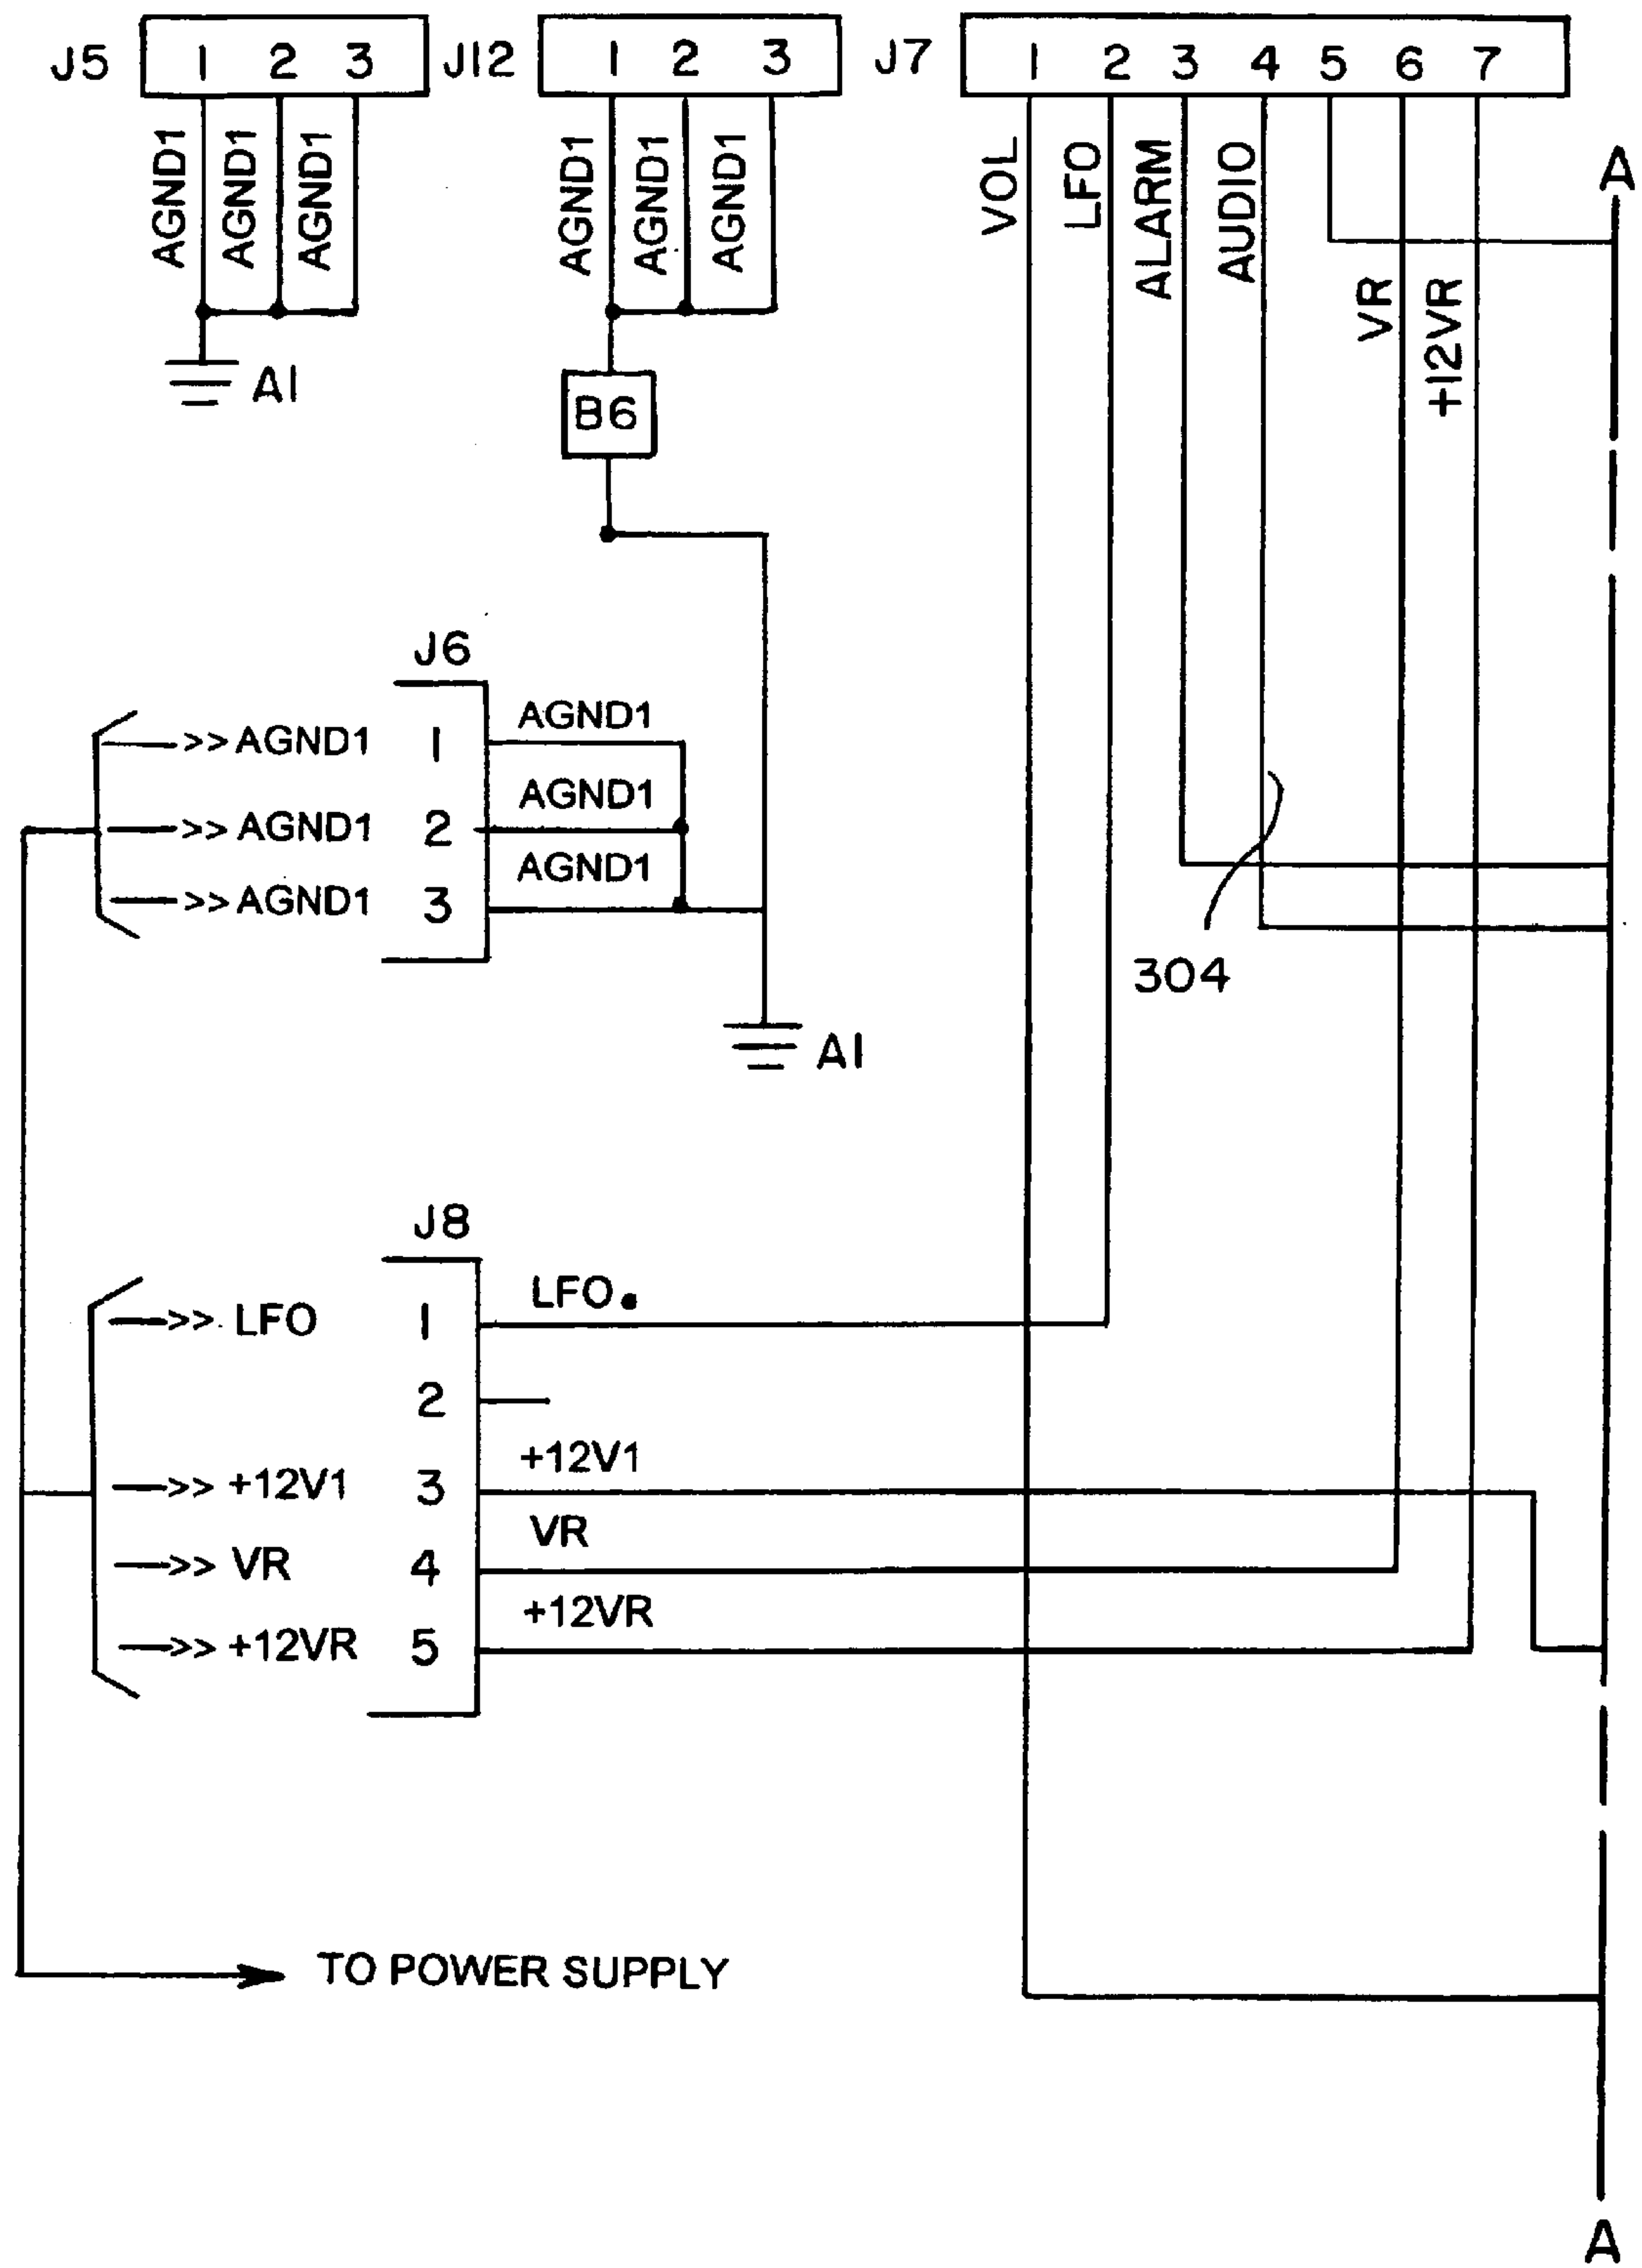 J5 1 2 3 J12 1 2 3 J7 1 2 3 4 5 6 7
AGND1
AGND1
AGND1
AGND1
AGND1
AGND1
VOL
LFO
ALARM
AUDIO
VR
+12VR
A
A1
B6
J6
>> AGND1 1 AGND1
>> AGND1 2 AGND1
>> AGND1 3 AGND1
304
A1
J8
>> LFO 1 LFO
2
>> +12V1 3 +12V1
>> VR 4 VR
>> +12VR 5 +12VR
TO POWER SUPPLY
A